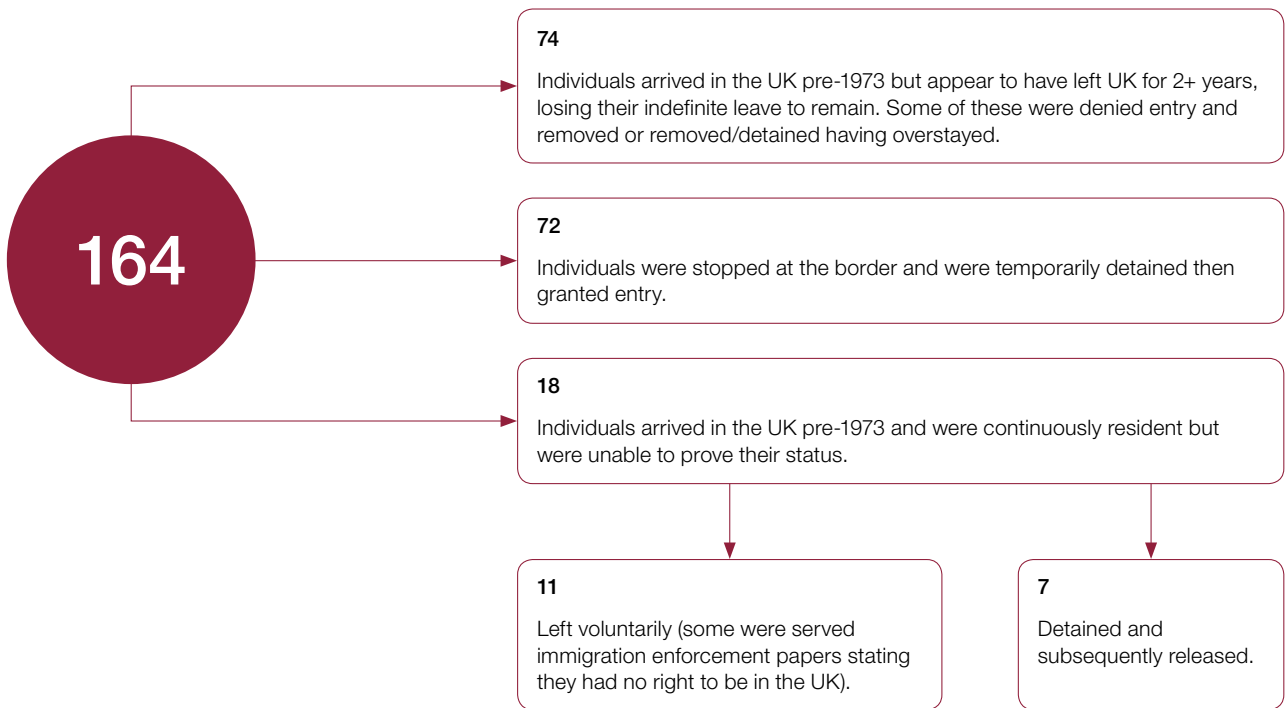 164
74
Individuals arrived in the UK pre-1973 but appear to have left UK for 2+ years,
losing their indefinite leave to remain. Some of these were denied entry and
removed or removed/detained having overstayed.
72
Individuals were stopped at the border and were temporarily detained then
granted entry.
18
Individuals arrived in the UK pre-1973 and were continuously resident but
were unable to prove their status.
11
Left voluntarily (some were served
immigration enforcement papers stating
they had no right to be in the UK).
7
Detained and
subsequently released.